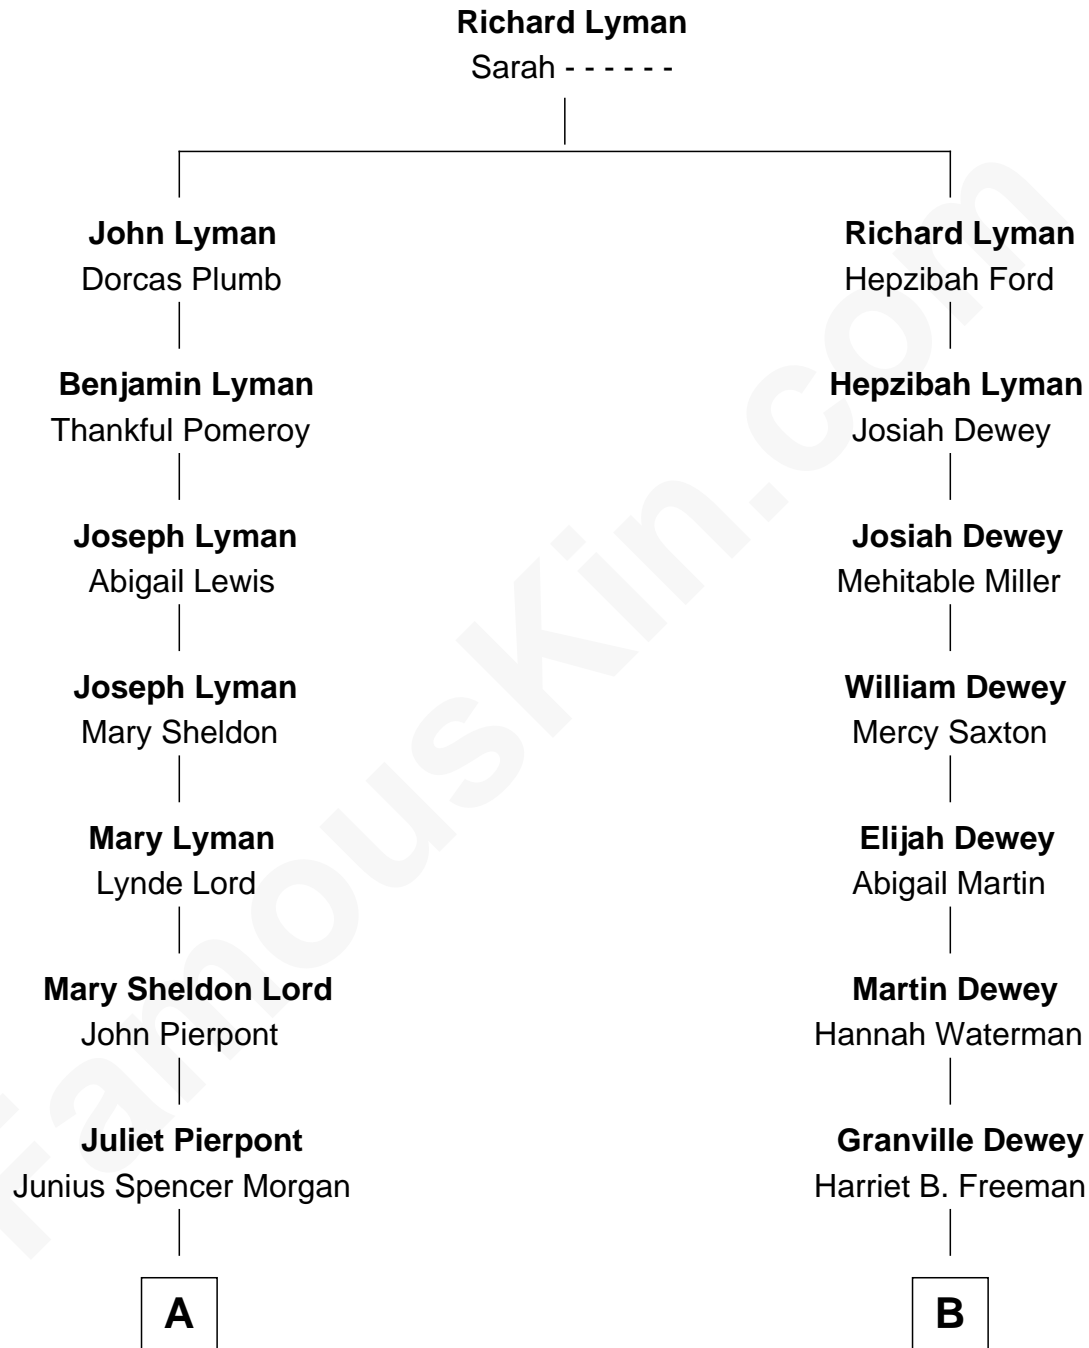 Richard Lyman
Sarah - - - - - -
John Lyman
Dorcas Plumb
Richard Lyman
Hepzibah Ford
Benjamin Lyman
Thankful Pomeroy
Hepzibah Lyman
Josiah Dewey
Joseph Lyman
Abigail Lewis
Josiah Dewey
Mehitable Miller
Joseph Lyman
Mary Sheldon
William Dewey
Mercy Saxton
Mary Lyman
Lynde Lord
Elijah Dewey
Abigail Martin
Mary Sheldon Lord
John Pierpont
Martin Dewey
Hannah Waterman
Juliet Pierpont
Junius Spencer Morgan
Granville Dewey
Harriet B. Freeman
A
B
FamousKin.com